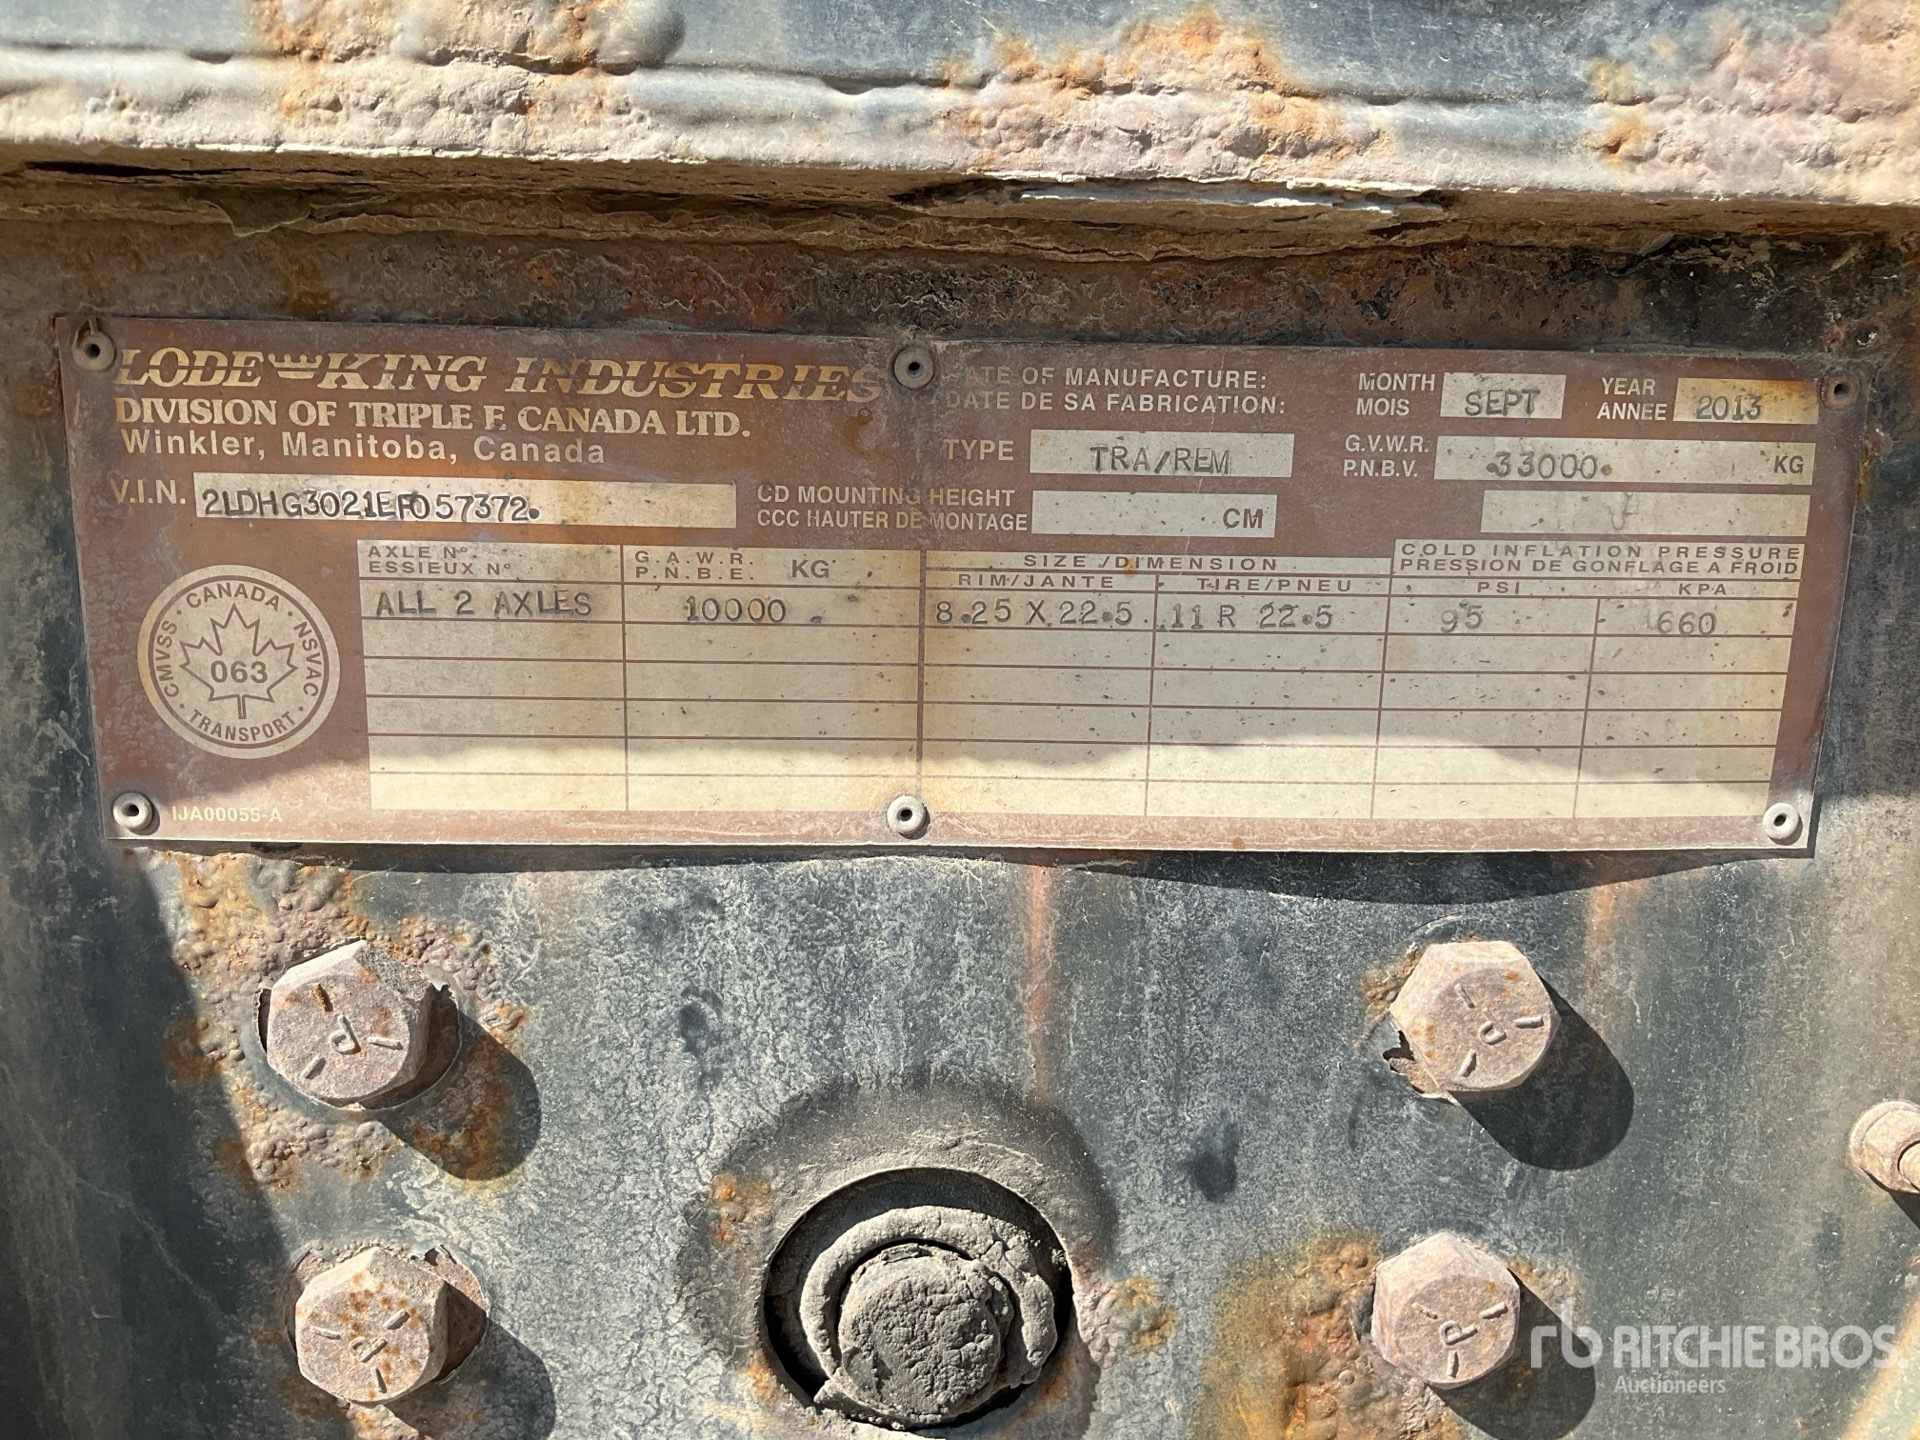 LODE KING INDUSTRIES
DIVISION OF TRIPLE E CANADA LTD.
Winkler, Manitoba, Canada
V.I.N. 2LDHG3021EF057372
DATE OF MANUFACTURE:
DATE DE SA FABRICATION:
MONTH
MOIS
SEPT
YEAR
ANNEE
2013
TYPE TRA/REM
G.V.W.R.
P.N.B.V.
33000 KG
CD MOUNTING HEIGHT
CCC HAUTER DE MONTAGE
CM
AXLE Nº.
ESSIEUX Nº
G.A.W.R.
P.N.B.E.
KG
SIZE /DIMENSION
RIM/JANTE TIRE/PNEU
COLD INFLATION PRESSURE
PRESSION DE GONFLAGE A FROID
PSI KPA
ALL 2 AXLES 10000 8.25 X 22.5 11 R 22.5 95 660
CANADA
CMVSS
NSVAC
063
TRANSPORT
IJA00055-A
P
P
P
P
rb RITCHIE BROS.
Auctioneers